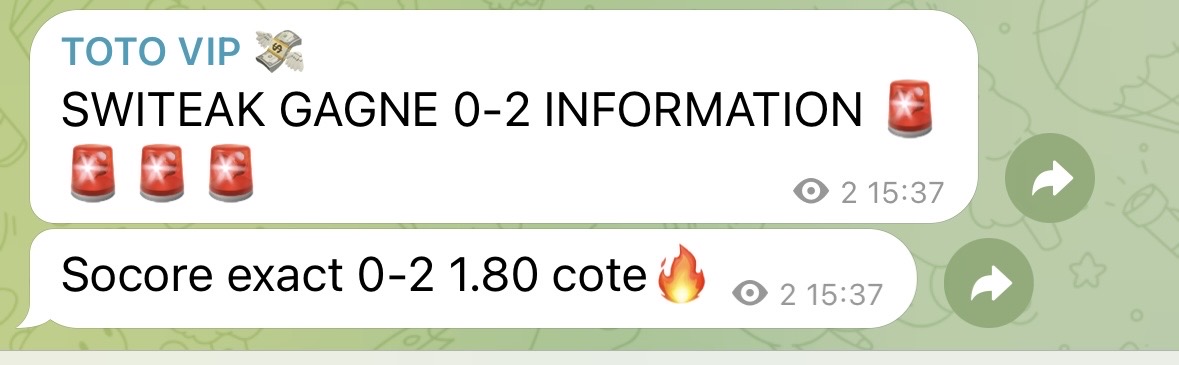 TOTO VIP 💸
SWITEAK GAGNE 0-2 INFORMATION 🚨
🚨 🚨 🚨
2 15:37
Socore exact 0-2 1.80 cote🔥 2 15:37